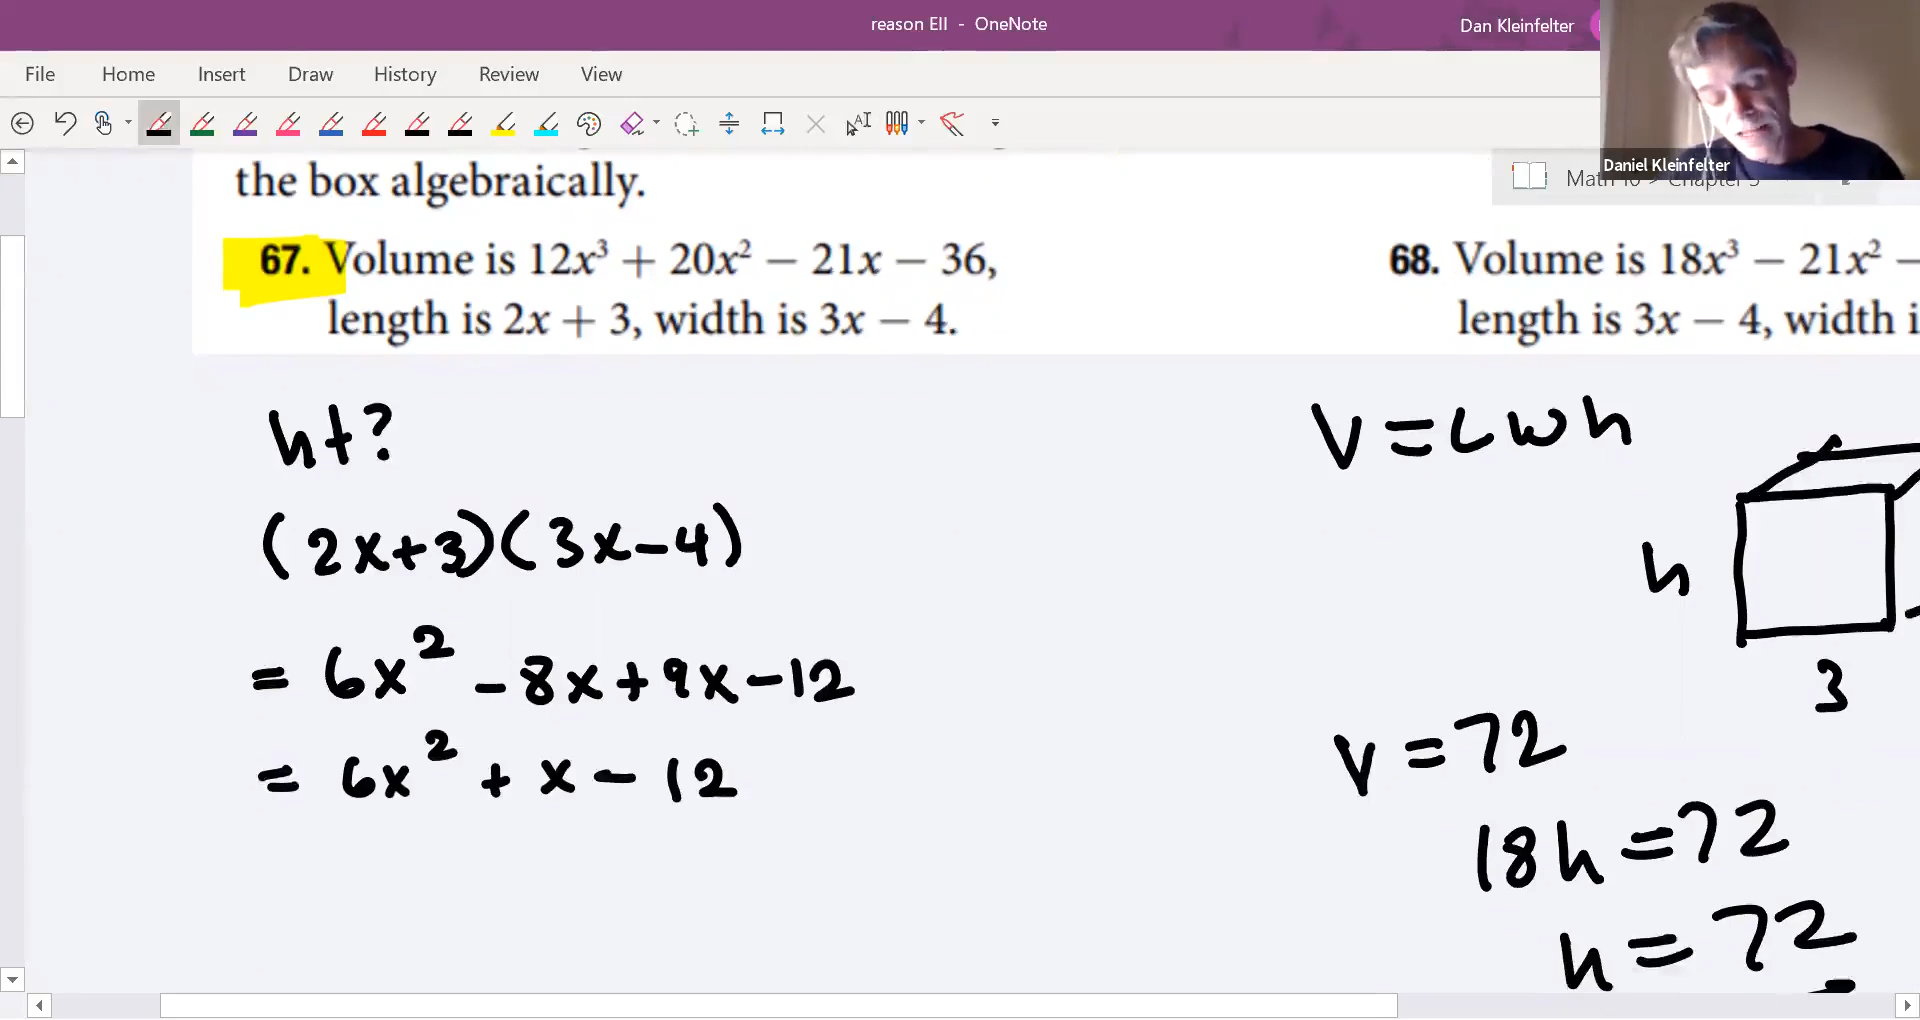 reason Ell - OneNote
Dan Kleinfelter
File Home Insert Draw History Review View
Daniel Kleinfelter
the box algebraically.
67. Volume is 12x³ + 20x² − 21x − 36,
length is 2x + 3, width is 3x − 4.
68. Volume is 18x³ − 21x² −
length is 3x − 4, width i
ht?
(2x+3)(3x−4)
= 6x² − 8x + 9x − 12
= 6x² + x − 12
V = LWh
h
3
V = 72
18h = 72
h = 72